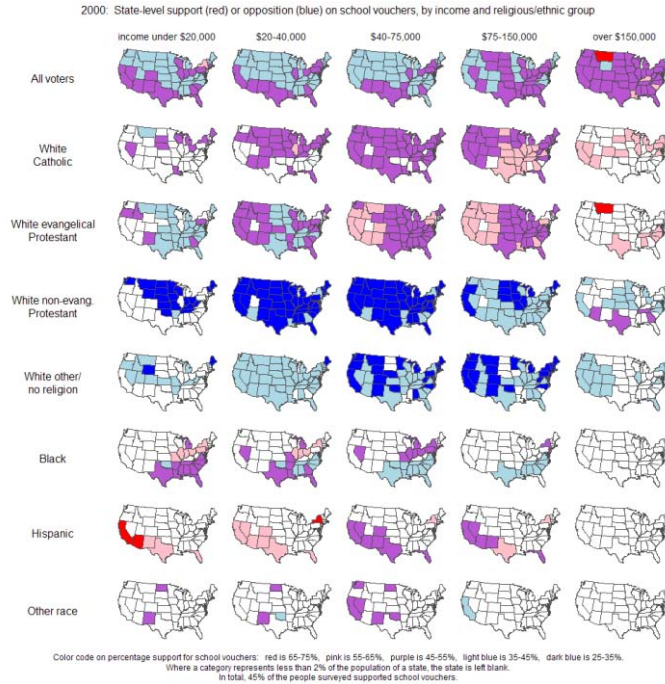 2000: State-level support (red) or opposition (blue) on school vouchers, by income and religious/ethnic group
income under $20,000 $20-40,000 $40-75,000 $75-150,000 over $150,000
All voters
White
Catholic
White evangelical
Protestant
White non-evang.
Protestant
White other/
no religion
Black
Hispanic
Other race
Color code on percentage support for school vouchers: red is 65-75%, pink is 55-65%, purple is 45-55%, light blue is 35-45%, dark blue is 25-35%.
Where a category represents less than 2% of the population of a state, the state is left blank.
In total, 45% of the people surveyed supported school vouchers.